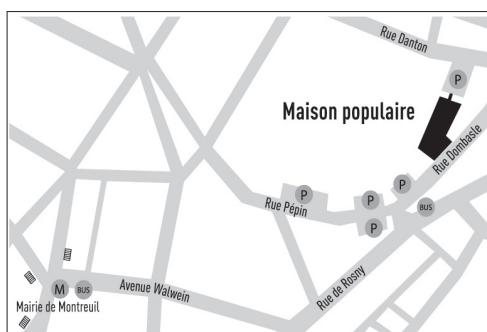 Rue Danton
P
Maison populaire
Rue Dombasle
P
P
P
BUS
Rue Pépin
Rue de Rosny
M
BUS
Avenue Walwein
Mairie de Montreuil